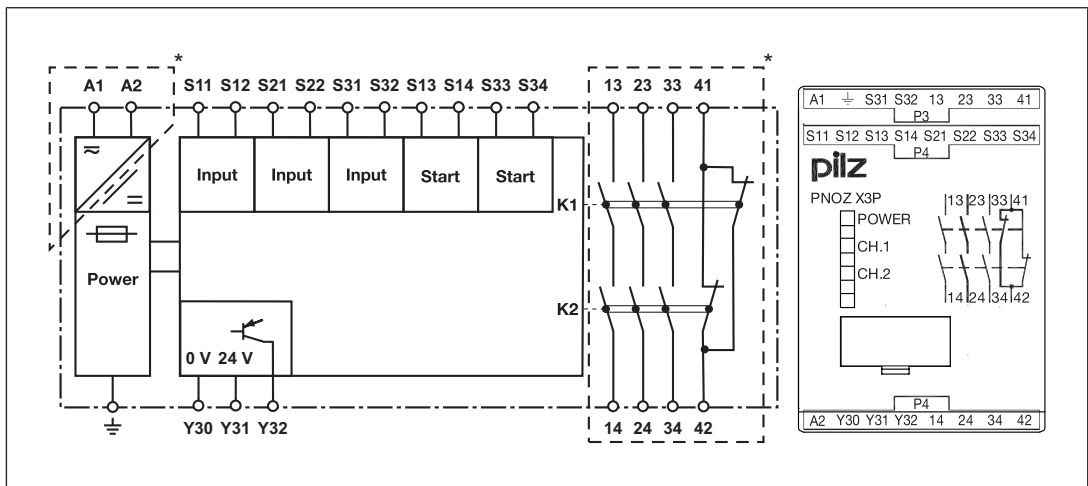 * *
A1 A2 S11 S12 S21 S22 S31 S32 S13 S14 S33 S34 13 23 33 41
Input Input Input Start Start
K1
Power
K2
0 V 24 V
Y30 Y31 Y32 14 24 34 42
A1 S31 S32 13 23 33 41
P3
S11 S12 S13 S14 S21 S22 S33 S34
P4
pilz
PNOZ X3P
POWER
CH.1
CH.2
13 23 33 41
14 24 34 42
P4
A2 Y30 Y31 Y32 14 24 34 42